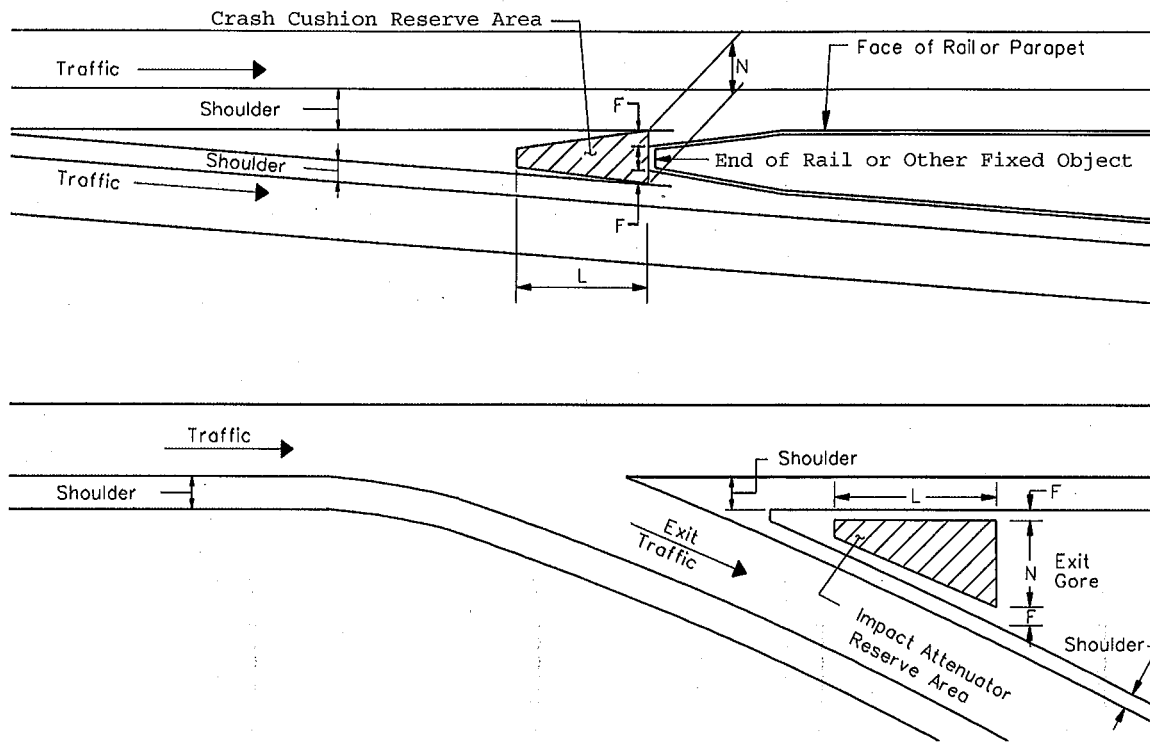 Crash Cushion Reserve Area
Face of Rail or Parapet
Traffic
N
Shoulder
F
Shoulder
End of Rail or Other Fixed Object
Traffic
F
L
Traffic
Shoulder
Shoulder
L
F
Exit
Traffic
N
Exit
Gore
F
Impact Attenuator
Reserve Area
Shoulder